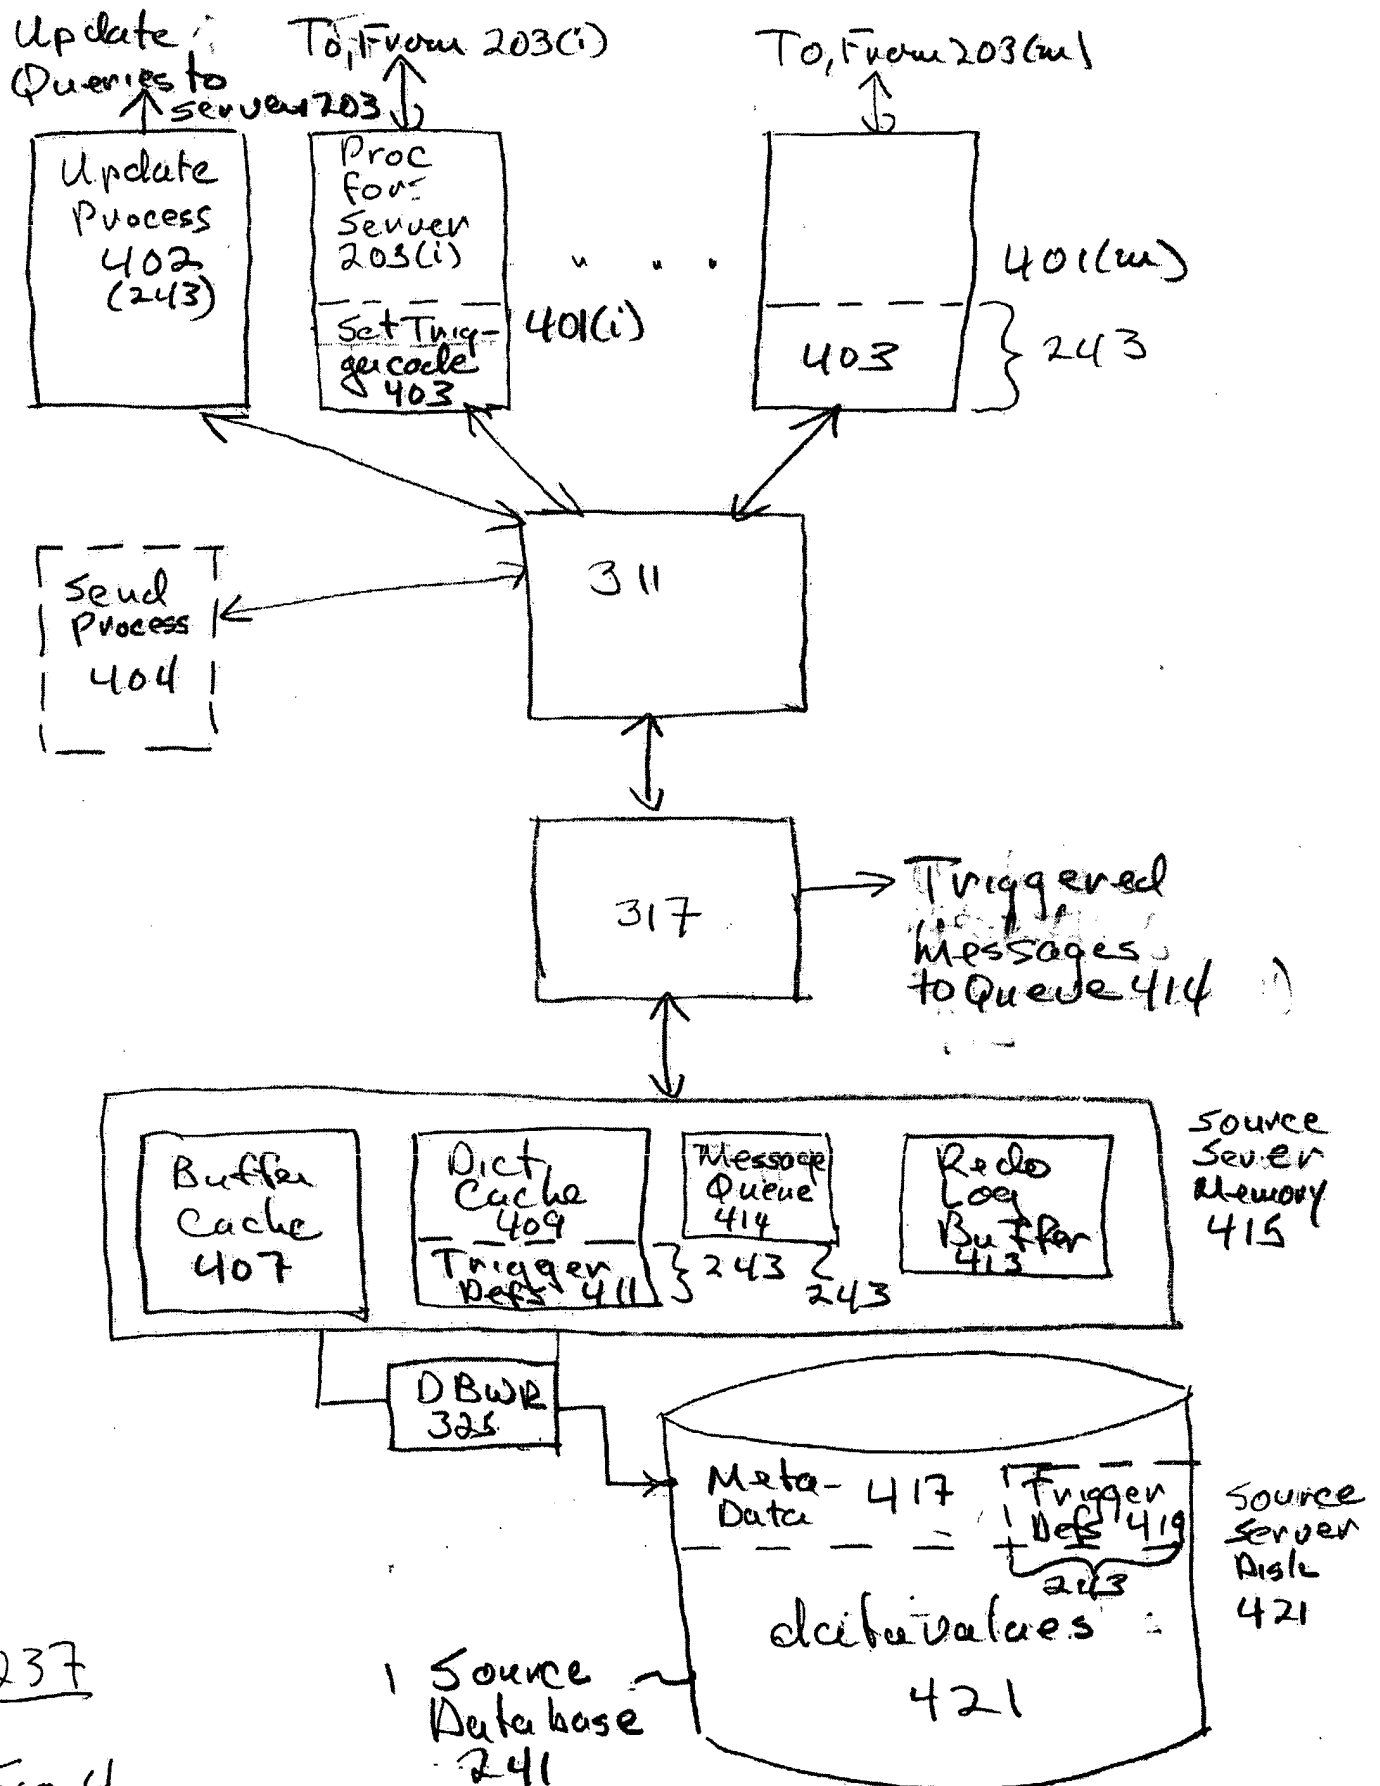 Update
Queries to
server 203
To, From 203(i)
To, From 203(m)
Update
Process
402
(243)
Proc
for
Server
203(i)
Set Trig-
ger code
403
401(i)
. . .
403
401(m)
243
311
Send
Process
404
317
Triggered
Messages
to Queue 414
Buffer
Cache
407
Dict
Cache
409
Trigger
Defs 411
243
Message
Queue
414
243
Redo
Log
Buffer
413
Source
Sever
Memory
415
DBWR
325
Meta-
Data
417
Trigger
Defs 419
243
Source
Server
Disk
421
data values
421
Source
Database
241
237